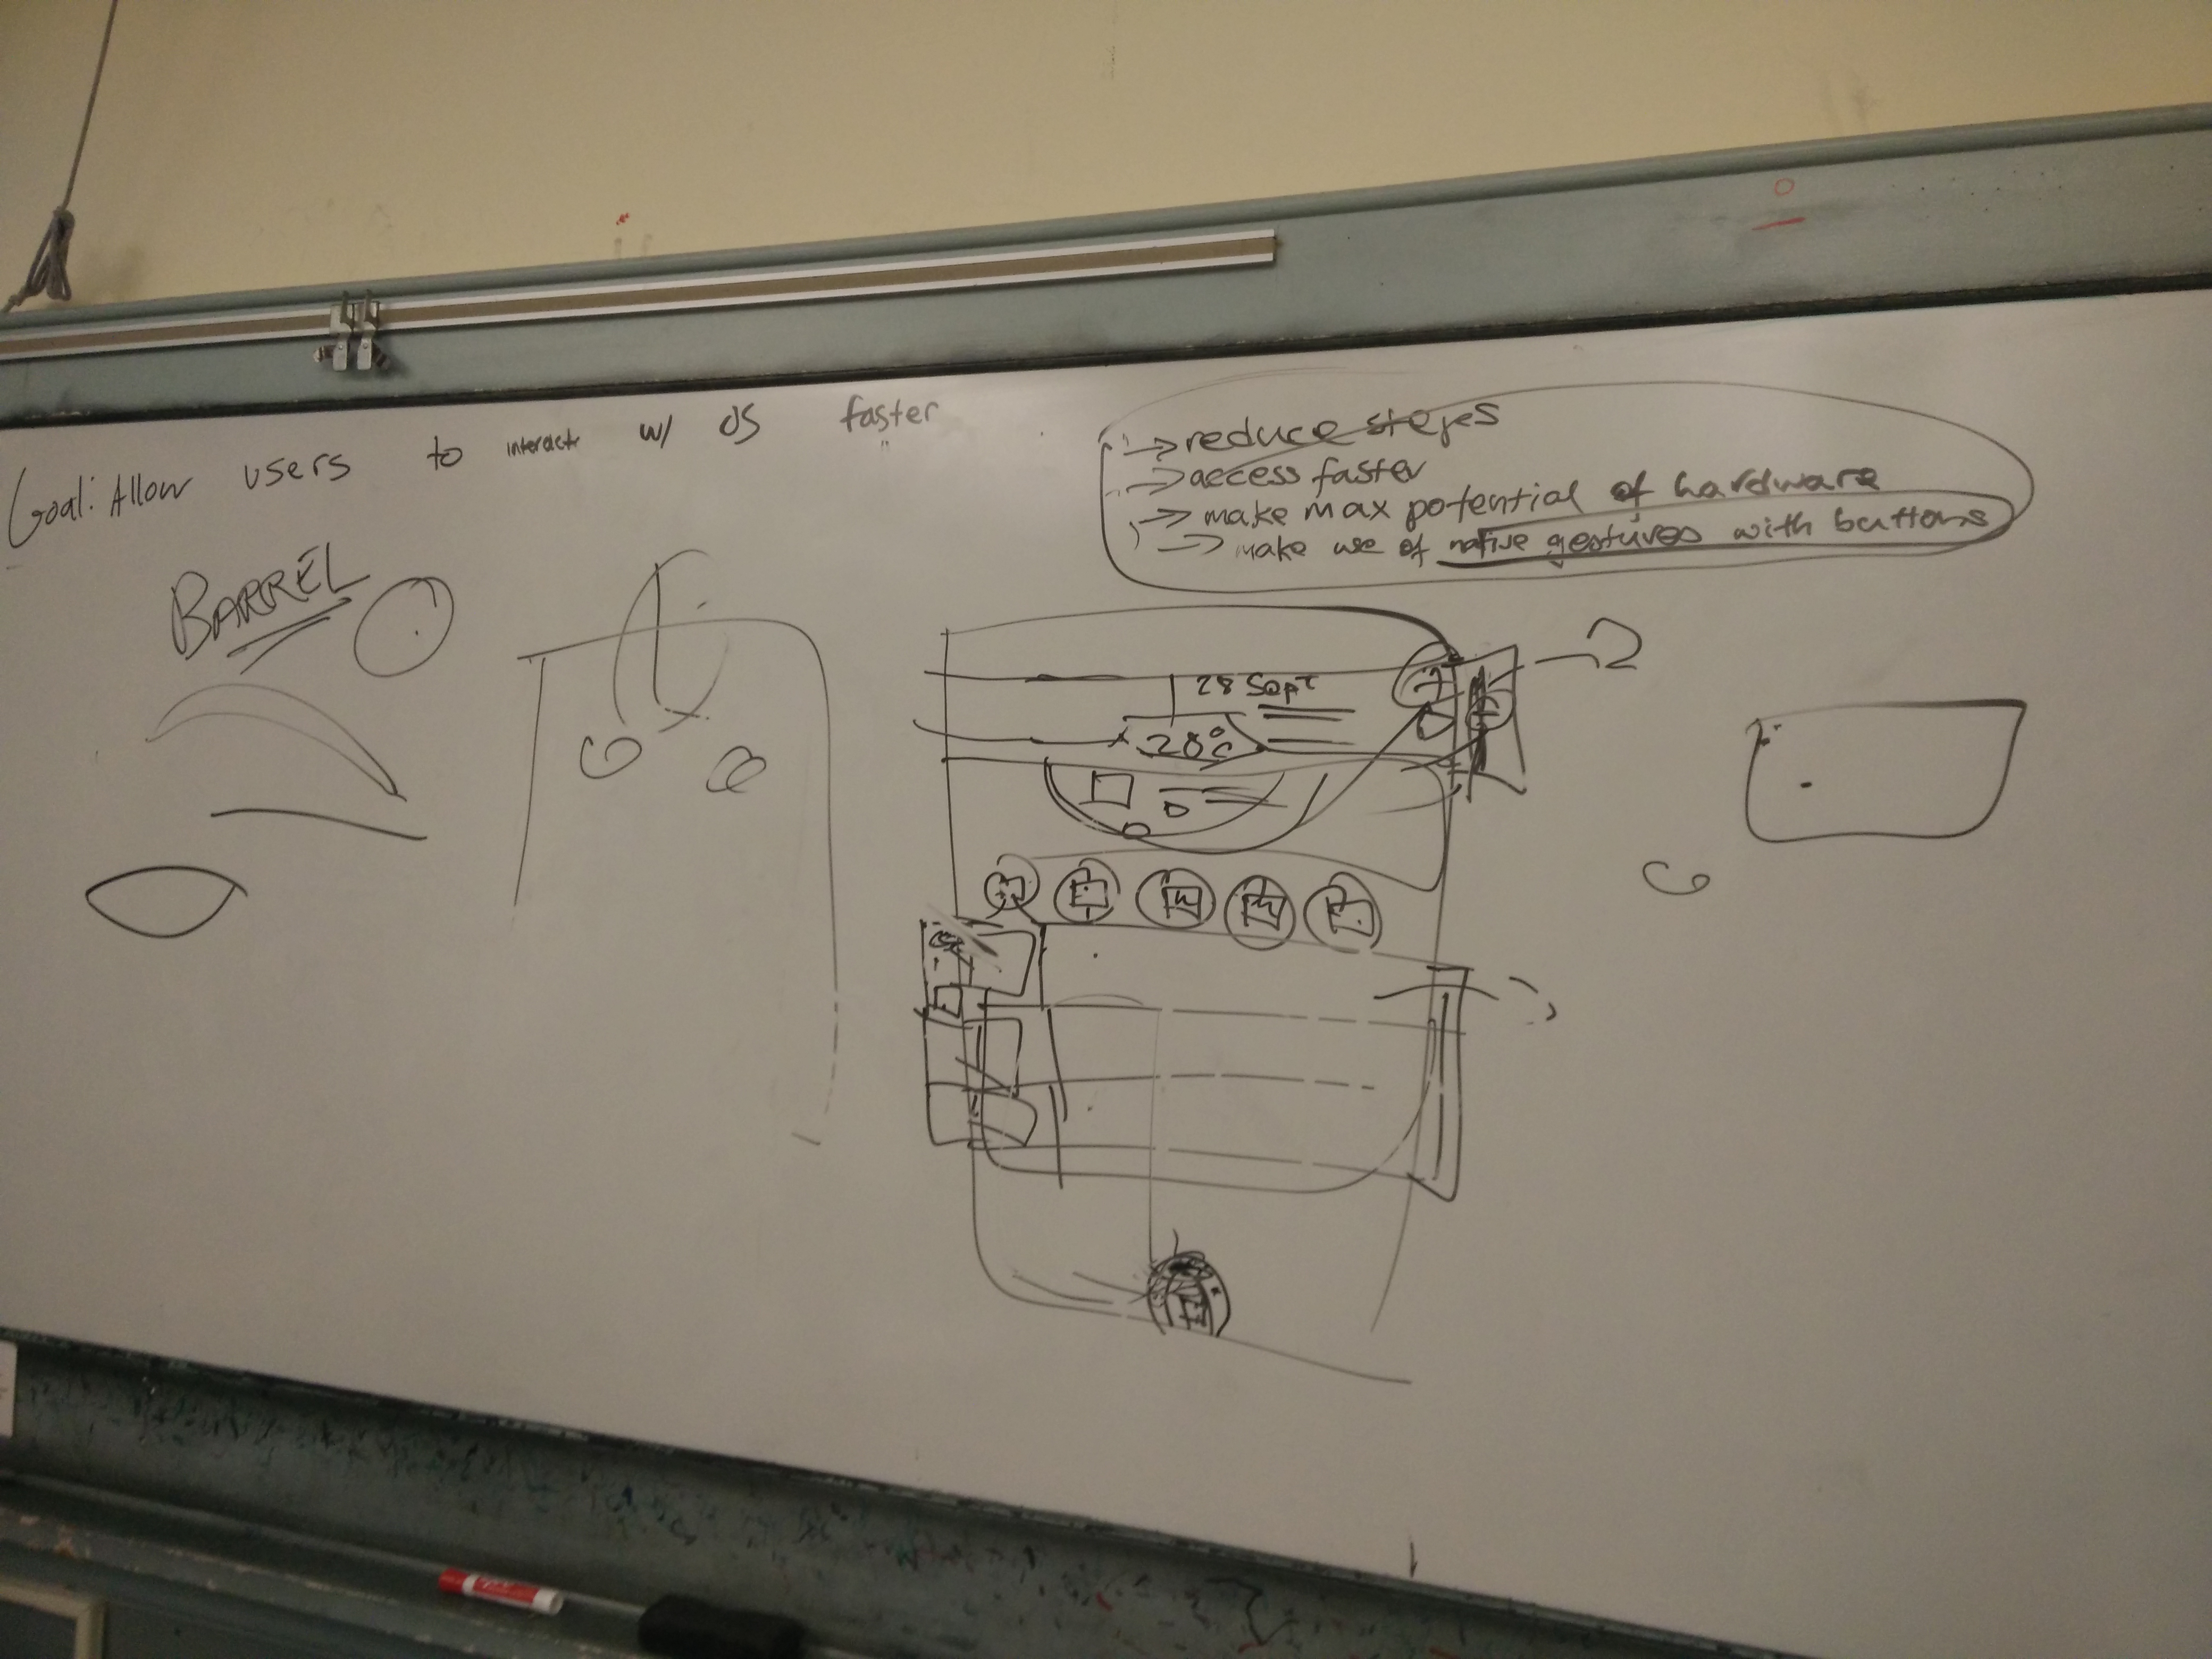 Goal: Allow users to interact w/ OS faster
→ reduce steps
→ access faster
→ make max potential of hardware
→ make use of native gestures with buttons
BARREL
28 Sept
28°c